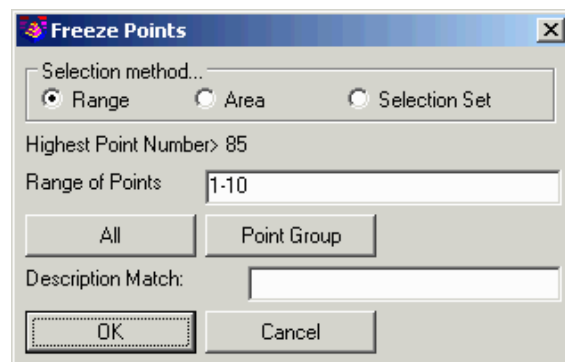 Freeze Points
Selection method...
Range Area Selection Set
Highest Point Number> 85
Range of Points 1-10
All Point Group
Description Match:
OK Cancel